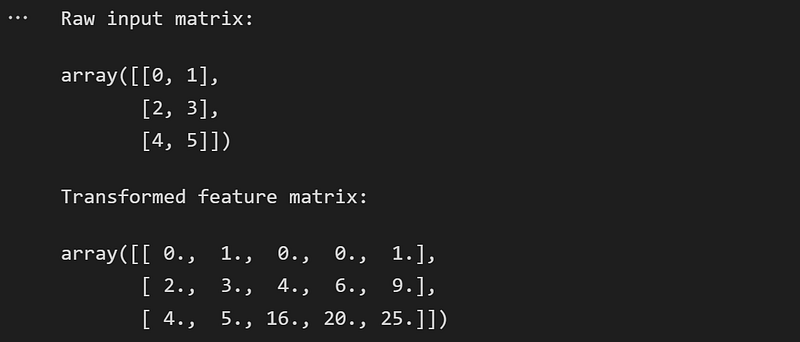 Raw input matrix:
array([[0, 1],
       [2, 3],
       [4, 5]])
Transformed feature matrix:
array([[ 0.,  1.,  0.,  0.,  1.],
       [ 2.,  3.,  4.,  6.,  9.],
       [ 4.,  5., 16., 20., 25.]])